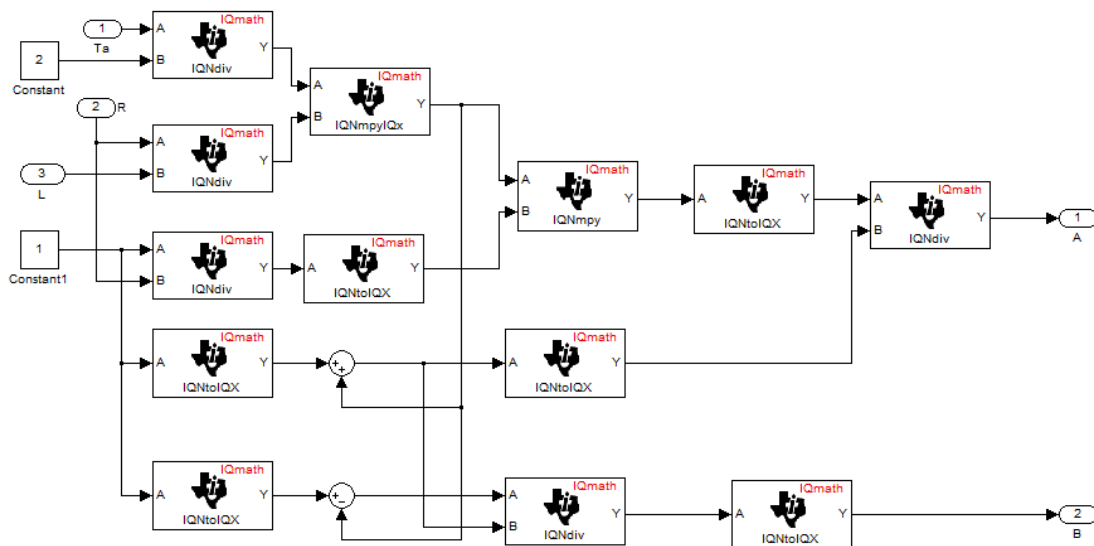 1
Ta
A
B
IQmath
IQNdiv
Y
2
Constant
2
R
A
B
IQmath
IQNmpyIQx
Y
A
B
IQmath
IQNdiv
Y
3
L
A
B
IQmath
IQNmpy
Y
A
IQmath
IQNtoIQX
Y
A
B
IQmath
IQNdiv
Y
1
A
1
Constant1
A
B
IQmath
IQNdiv
Y
A
IQmath
IQNtoIQX
Y
A
IQmath
IQNtoIQX
Y
+
+
A
IQmath
IQNtoIQX
Y
A
IQmath
IQNtoIQX
Y
+
−
A
B
IQmath
IQNdiv
Y
A
IQmath
IQNtoIQX
Y
2
B